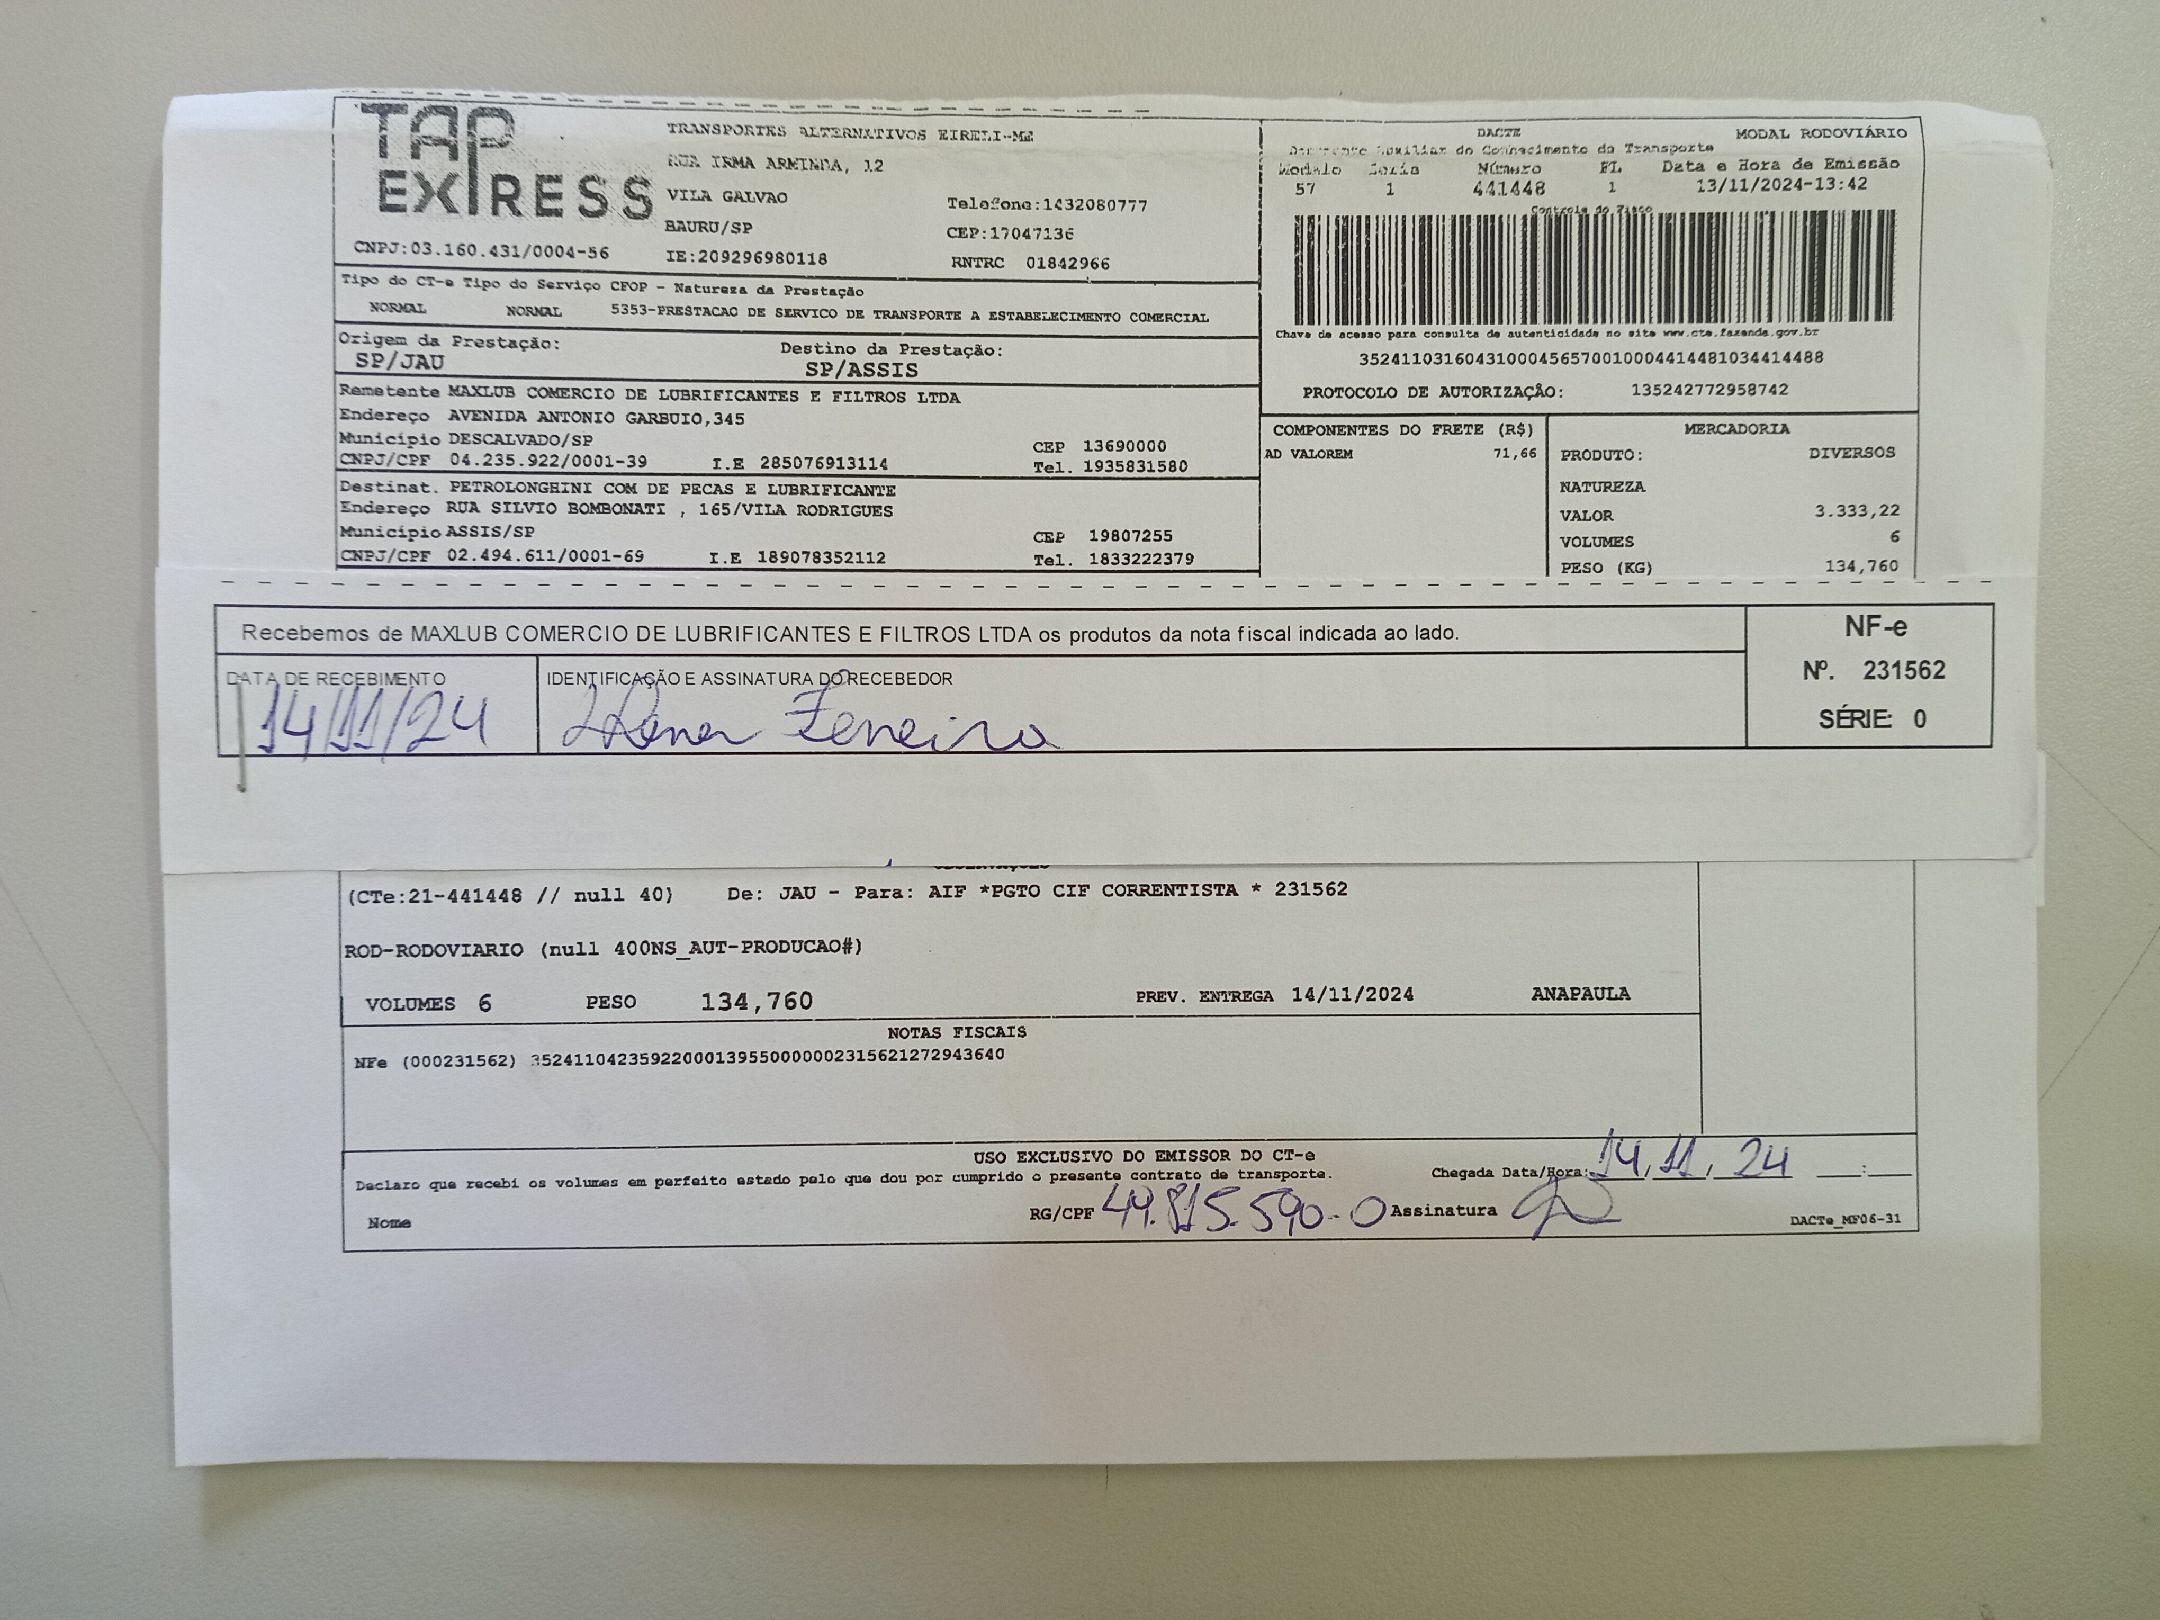 TAP
EXPRESS
CNPJ:03.160.431/0004-56
TRANSPORTES ALTERNATIVOS EIRELI-ME
RUA IRMA ARMINDA, 12
VILA GALVAO
Telefone:1432080777
BAURU/SP
CEP:17047136
IE:209296980118
RNTRC 01842966
DACTE
MODAL RODOVIÁRIO
Documento Auxiliar do Conhecimento do Transporte
Modelo Serie Número FL Data e Hora de Emissão
57 1 441448 1 13/11/2024-13:42
Controle do Fisco
Chave de acesso para consulta de autenticidade no site www.cte.fazenda.gov.br
35241103160431000456570010004414481034414488
PROTOCOLO DE AUTORIZAÇÃO: 135242772958742
Tipo do CT-e Tipo do Serviço CFOP - Natureza da Prestação
NORMAL NORMAL 5353-PRESTACAO DE SERVICO DE TRANSPORTE A ESTABELECIMENTO COMERCIAL
Origem da Prestação: Destino da Prestação:
SP/JAU SP/ASSIS
Remetente MAXLUB COMERCIO DE LUBRIFICANTES E FILTROS LTDA
Endereço AVENIDA ANTONIO GARBUIO,345
Município DESCALVADO/SP CEP 13690000
CNPJ/CPF 04.235.922/0001-39 I.E 285076913114 Tel. 1935831580
Destinat. PETROLONGHINI COM DE PECAS E LUBRIFICANTE
Endereço RUA SILVIO BOMBONATI , 165/VILA RODRIGUES
Município ASSIS/SP CEP 19807255
CNPJ/CPF 02.494.611/0001-69 I.E 189078352112 Tel. 1833222379
COMPONENTES DO FRETE (R$)
AD VALOREM 71,66
MERCADORIA
PRODUTO: DIVERSOS
NATUREZA
VALOR 3.333,22
VOLUMES 6
PESO (KG) 134,760
Recebemos de MAXLUB COMERCIO DE LUBRIFICANTES E FILTROS LTDA os produtos da nota fiscal indicada ao lado.
NF-e
Nº. 231562
SÉRIE: 0
DATA DE RECEBIMENTO
14/11/24
IDENTIFICAÇÃO E ASSINATURA DO RECEBEDOR
Ferreira
(CTe:21-441448 // null 40) De: JAU - Para: AIF *PGTO CIF CORRENTISTA * 231562
ROD-RODOVIARIO (null 400NS_AUT-PRODUCAO#)
VOLUMES 6 PESO 134,760 PREV. ENTREGA 14/11/2024 ANAPAULA
NOTAS FISCAIS
NFe (000231562) 35241104235922000139550000002315621272943640
USO EXCLUSIVO DO EMISSOR DO CT-e
Declaro que recebi os volumes em perfeito estado pelo que dou por cumprido o presente contrato de transporte. Chegada Data/Hora: 14, 11, 24 :
Nome RG/CPF 49.815.590-0 Assinatura
DACTe_MF06-31